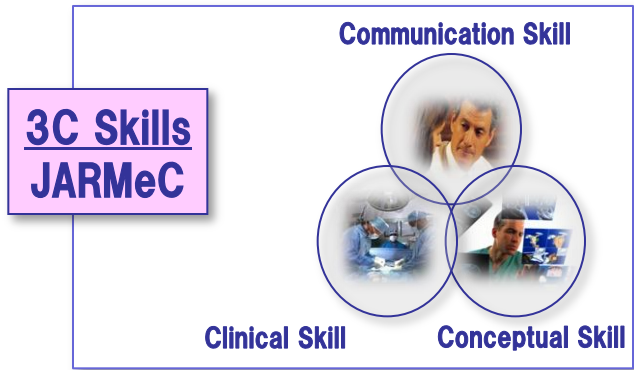 Communication Skill
3C Skills
JARMeC
Clinical Skill
Conceptual Skill